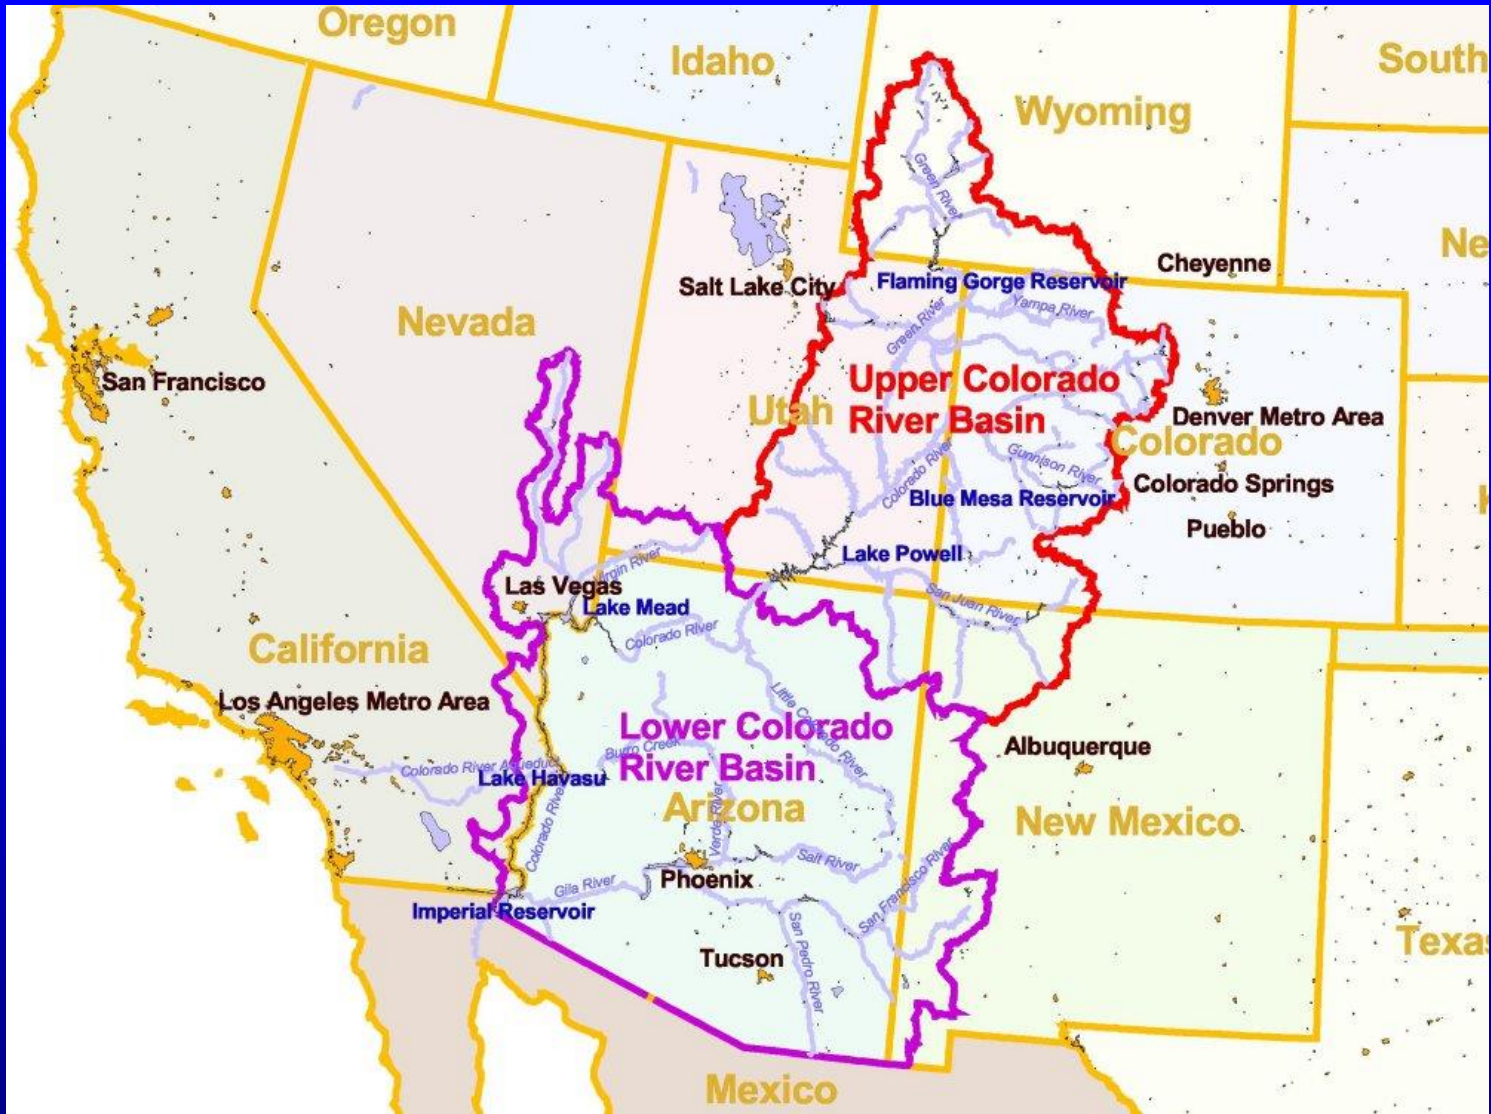 Oregon
Idaho
South
Wyoming
Green River
Ne
Cheyenne
Salt Lake City
Flaming Gorge Reservoir
Yampa River
Nevada
Green River
San Francisco
Upper Colorado
River Basin
Utah
Denver Metro Area
Colorado
Gunnison River
Colorado River
Colorado Springs
Blue Mesa Reservoir
K
Pueblo
Lake Powell
Virgin River
Las Vegas
Lake Mead
San Juan River
Colorado River
California
Los Angeles Metro Area
Little Colorado River
Lower Colorado
River Basin
Burro Creek
Albuquerque
Colorado River Aqueduc
Lake Havasu
Arizona
New Mexico
Colorado River
Verde River
Salt River
San Francisco River
Phoenix
Gila River
Imperial Reservoir
San Pedro River
Tucson
Texas
Mexico